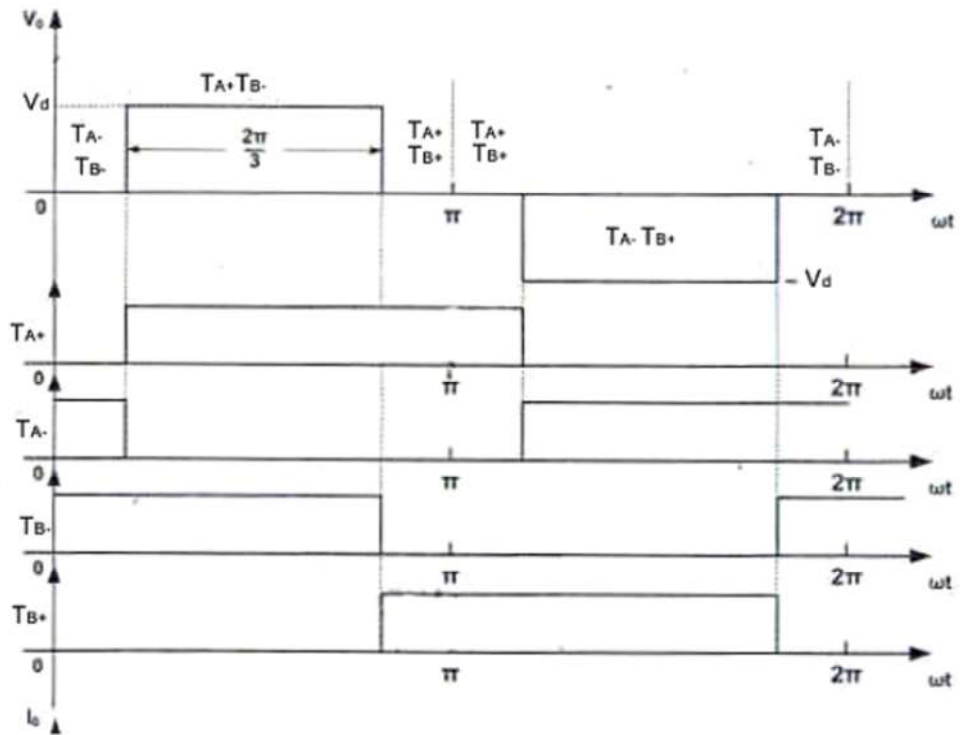 V₀
TA+TB-
Vd
TA- TA+ TA+ TA-
2π/3
TB- TB+ TB+ TB-
0 π 2π ωt
TA- TB+
- Vd
TA+
0 π 2π ωt
TA-
0 π 2π ωt
TB-
0 π 2π ωt
TB+
0 π 2π ωt
I₀